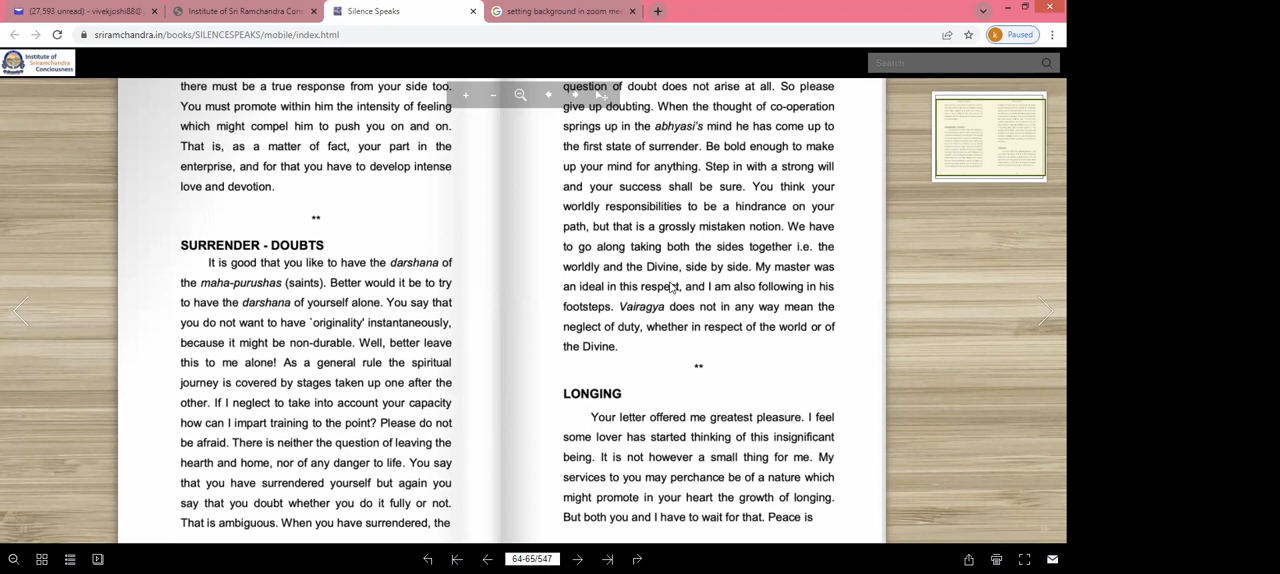 (27,593 unread) - vivekjoshi88@
Institute of Sri Ramchandra Con
Silence Speaks
setting background in zoom me
sriramchandra.in/books/SILENCESPEAKS/mobile/index.html
Paused
Institute of
Sriramchandra
Conciousness
Search
there must be a true response from your side too.
You must promote within him the intensity of feeling
which might compel him to push you on and on.
That is, as a matter of fact, your part in the
enterprise, and for that you have to develop intense
love and devotion.
**
SURRENDER - DOUBTS
It is good that you like to have the darshana of
the maha-purushas (saints). Better would it be to try
to have the darshana of yourself alone. You say that
you do not want to have `originality' instantaneously,
because it might be non-durable. Well, better leave
this to me alone! As a general rule the spiritual
journey is covered by stages taken up one after the
other. If I neglect to take into account your capacity
how can I impart training to the point? Please do not
be afraid. There is neither the question of leaving the
hearth and home, nor of any danger to life. You say
that you have surrendered yourself but again you
say that you doubt whether you do it fully or not.
That is ambiguous. When you have surrendered, the
question of doubt does not arise at all. So please
give up doubting. When the thought of co-operation
springs up in the abhyasi's mind he has come up to
the first state of surrender. Be bold enough to make
up your mind for anything. Step in with a strong will
and your success shall be sure. You think your
worldly responsibilities to be a hindrance on your
path, but that is a grossly mistaken notion. We have
to go along taking both the sides together i.e. the
worldly and the Divine, side by side. My master was
an ideal in this respect, and I am also following in his
footsteps. Vairagya does not in any way mean the
neglect of duty, whether in respect of the world or of
the Divine.
**
LONGING
Your letter offered me greatest pleasure. I feel
some lover has started thinking of this insignificant
being. It is not however a small thing for me. My
services to you may perchance be of a nature which
might promote in your heart the growth of longing.
But both you and I have to wait for that. Peace is
64-65/547